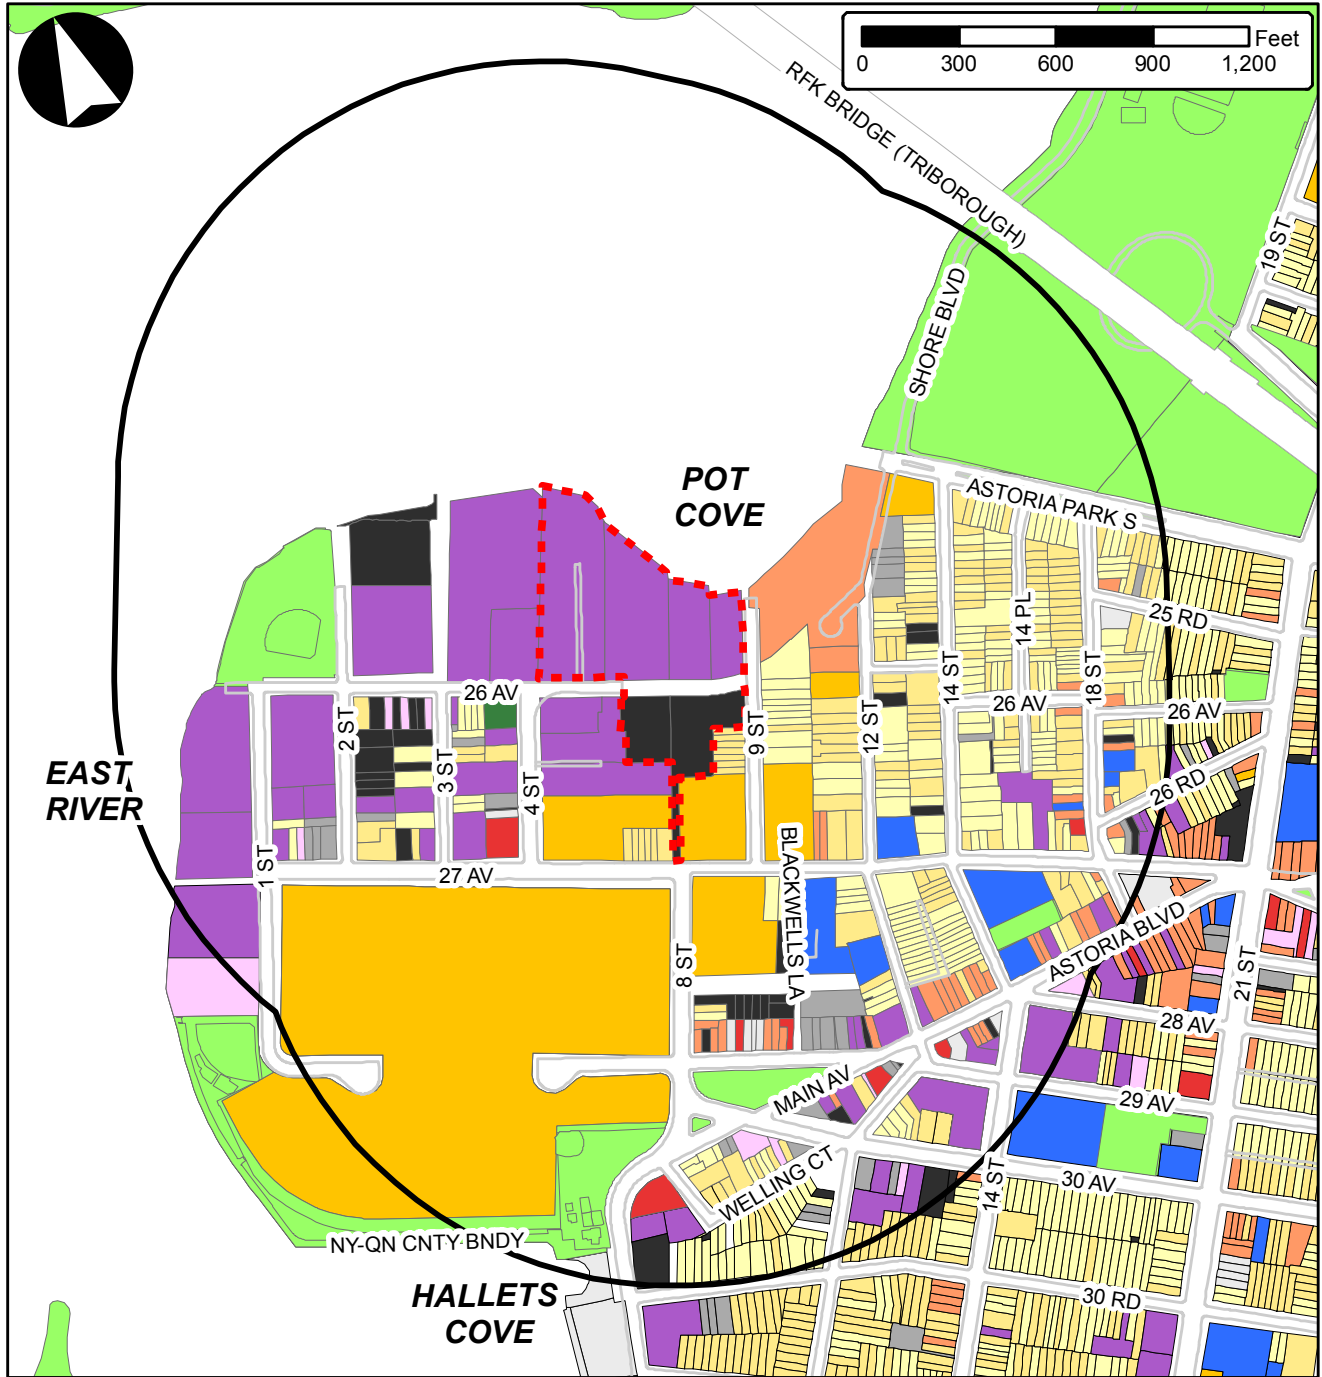 Feet
0 300 600 900 1,200
RFK BRIDGE (TRIBOROUGH)
19 ST
SHORE BLVD
POT
COVE
ASTORIA PARK S
14 PL
25 RD
14 ST
18 ST
26 AV
26 AV
26 AV
2 ST
3 ST
4 ST
9 ST
12 ST
EAST
RIVER
26 RD
1 ST
27 AV
BLACKWELLS LA
8 ST
ASTORIA BLVD
21 ST
28 AV
MAIN AV
29 AV
WELLING CT
14 ST
30 AV
NY-QN CNTY BNDY
HALLETS
COVE
30 RD